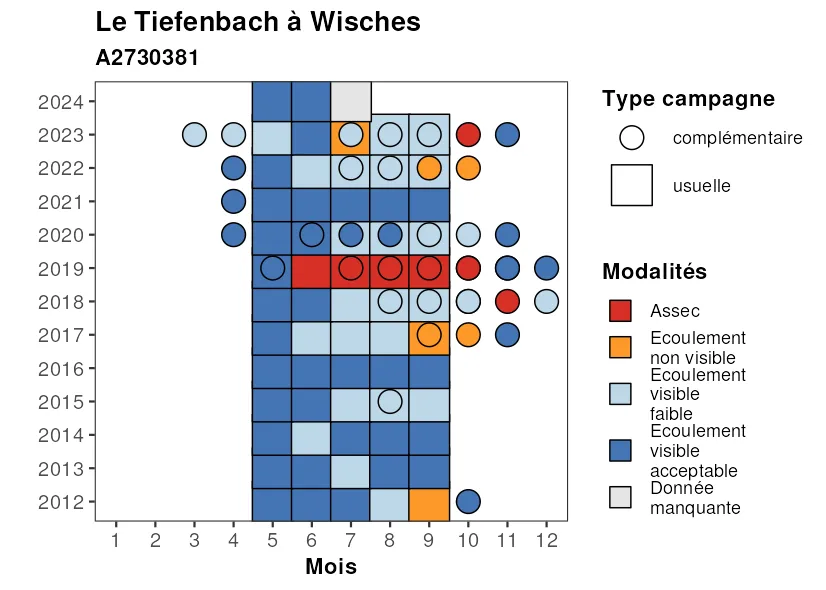 Le Tiefenbach à Wisches
A2730381
2024
2023
2022
2021
2020
2019
2018
2017
2016
2015
2014
2013
2012
1 2 3 4 5 6 7 8 9 10 11 12
Mois
Type campagne
complémentaire
usuelle
Modalités
Assec
Ecoulement
non visible
Ecoulement
visible
faible
Ecoulement
visible
acceptable
Donnée
manquante